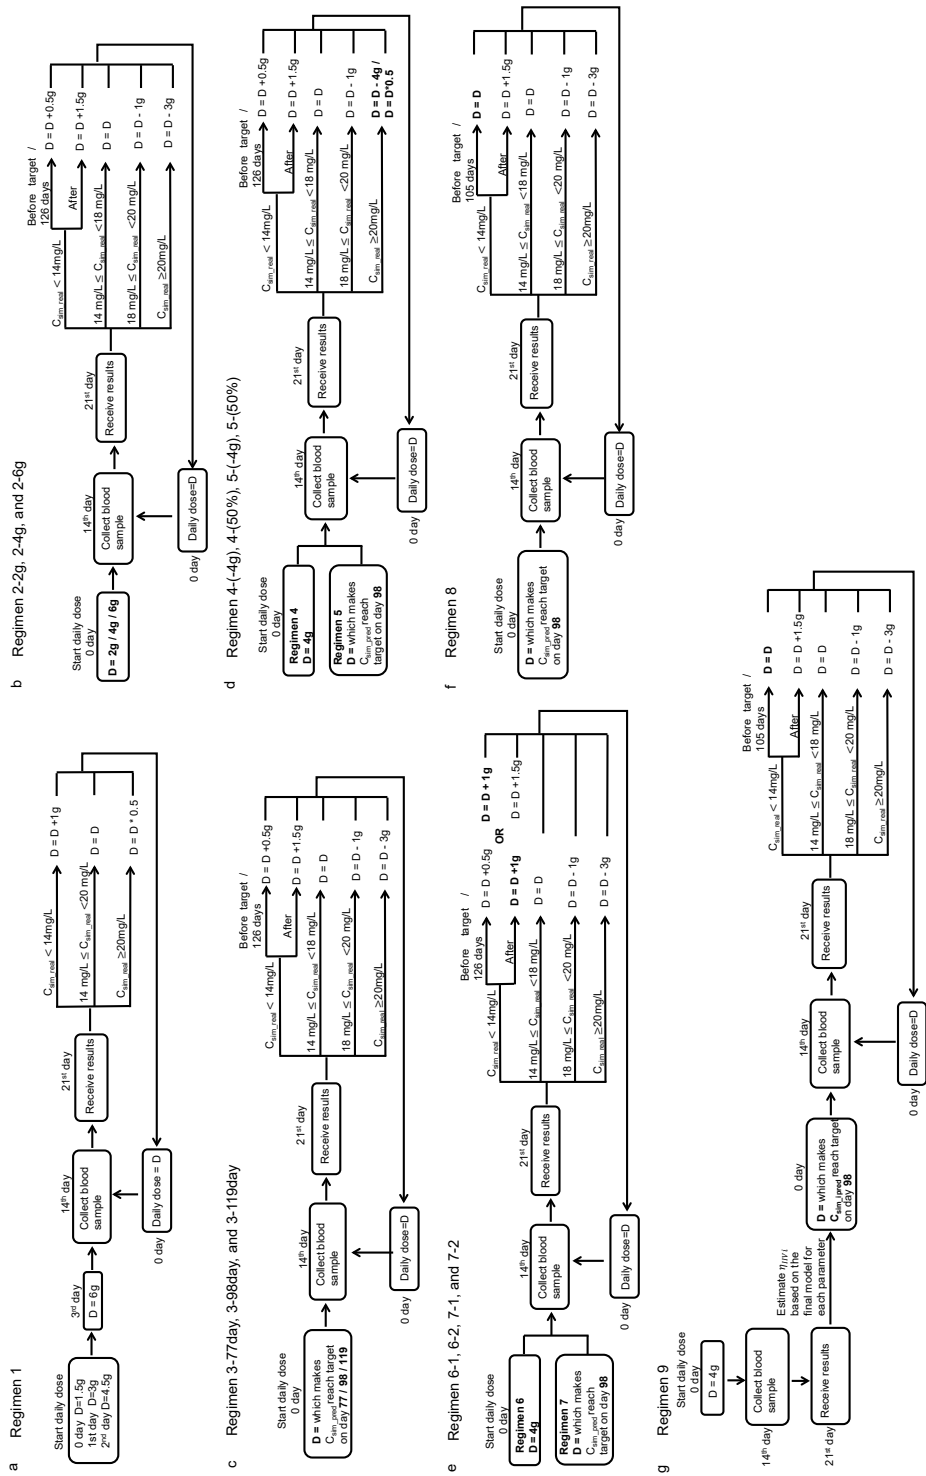 a Regimen 1
Start daily dose
0 day D=1.5g
1st day D=3g
2nd day D=4.5g
3rd day
D = 6g
14th day
Collect blood
sample
21st day
Receive results
Csim_real < 14mg/L
14 mg/L ≤ Csim_real <20 mg/L
Csim_real ≥20mg/L
D = D +1g
D = D
D = D * 0.5
Daily dose = D
0 day
b Regimen 2-2g, 2-4g, and 2-6g
Start daily dose
0 day
D = 2g / 4g / 6g
14th day
Collect blood
sample
21st day
Receive results
Before target /
126 days
After
Csim_real < 14mg/L
14 mg/L ≤ Csim_real <18 mg/L
18 mg/L ≤ Csim_real <20 mg/L
Csim_real ≥20mg/L
D = D +0.5g
D = D +1.5g
D = D
D = D - 1g
D = D - 3g
Daily dose=D
0 day
c Regimen 3-77day, 3-98day, and 3-119day
Start daily dose
0 day
D = which makes
Csim_pred reach target
on day 77 / 98 / 119
14th day
Collect blood
sample
21st day
Receive results
Before target /
126 days
After
Csim_real < 14mg/L
14 mg/L ≤ Csim_real <18 mg/L
18 mg/L ≤ Csim_real <20 mg/L
Csim_real ≥20mg/L
D = D +0.5g
D = D +1.5g
D = D
D = D - 1g
D = D - 3g
Daily dose=D
0 day
d Regimen 4-(-4g), 4-(50%), 5-(-4g), 5-(50%)
Start daily dose
0 day
Regimen 4
D = 4g
Regimen 5
D = which makes
Csim_pred reach
target on day 98
14th day
Collect blood
sample
21st day
Receive results
Before target /
126 days
After
Csim_real < 14mg/L
14 mg/L ≤ Csim_real <18 mg/L
18 mg/L ≤ Csim_real <20 mg/L
Csim_real ≥20mg/L
D = D +0.5g
D = D +1.5g
D = D
D = D - 1g
D = D - 4g /
D = D*0.5
Daily dose=D
0 day
e Regimen 6-1, 6-2, 7-1, and 7-2
Start daily dose
0 day
Regimen 6
D = 4g
Regimen 7
D = which makes
Csim_pred reach
target on day 98
14th day
Collect blood
sample
21st day
Receive results
Before target /
126 days
After
Csim_real < 14mg/L
14 mg/L ≤ Csim_real <18 mg/L
18 mg/L ≤ Csim_real <20 mg/L
Csim_real ≥20mg/L
D = D +0.5g
D = D +1g
D = D
D = D - 1g
D = D - 3g
OR
D = D + 1g
D = D +1.5g
Daily dose=D
0 day
f Regimen 8
Start daily dose
0 day
D = which makes
Csim_pred reach target
on day 98
14th day
Collect blood
sample
21st day
Receive results
Before target /
105 days
After
Csim_real < 14mg/L
14 mg/L ≤ Csim_real <18 mg/L
18 mg/L ≤ Csim_real <20 mg/L
Csim_real ≥20mg/L
D = D
D = D +1.5g
D = D
D = D - 1g
D = D - 3g
Daily dose=D
0 day
g Regimen 9
Start daily dose
0 day
D = 4g
14th day
Collect blood
sample
21st day
Receive results
Estimate ηIIV i
based on the
final model for
each parameter
0 day
D = which makes
Csim_ipred reach target
on day 98
14th day
Collect blood
sample
21st day
Receive results
Before target /
105 days
After
Csim_real < 14mg/L
14 mg/L ≤ Csim_real <18 mg/L
18 mg/L ≤ Csim_real <20 mg/L
Csim_real ≥20mg/L
D = D
D = D +1.5g
D = D
D = D - 1g
D = D - 3g
Daily dose=D
0 day